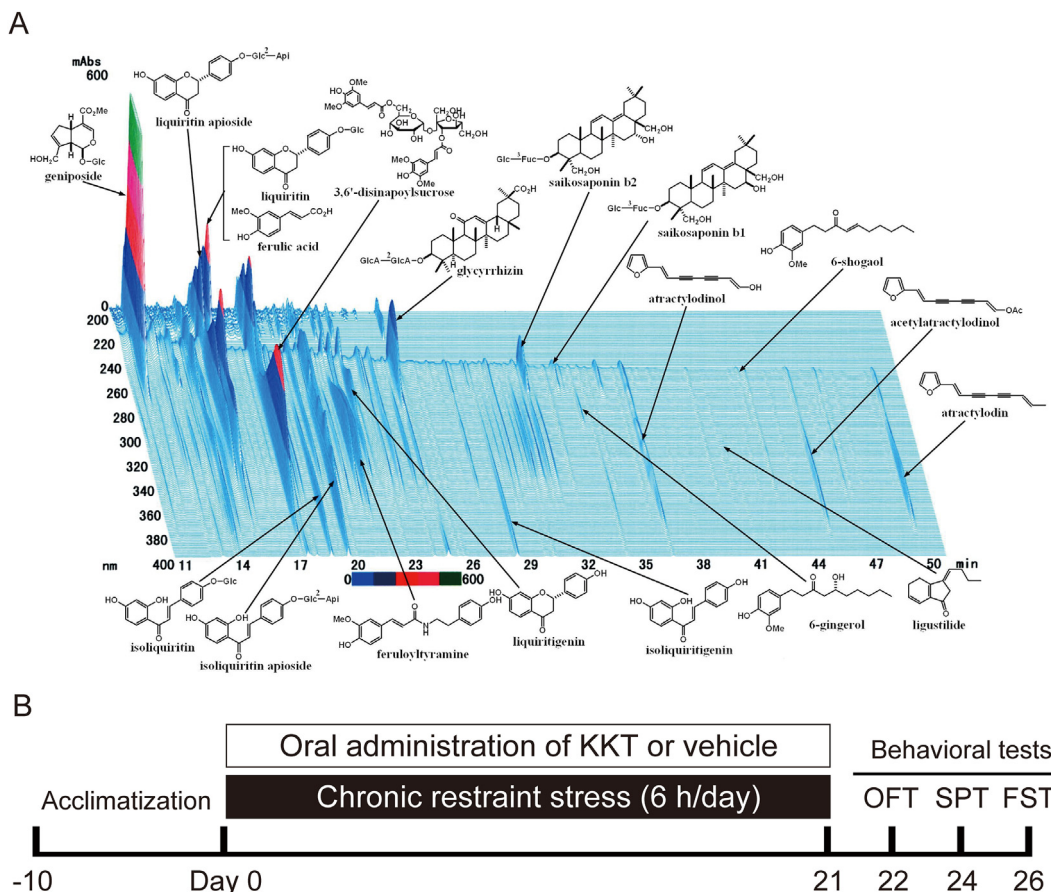 A
mAbs
600
0
200
220
240
260
280
300
320
340
360
380
nm 400 11 14 17 20 23 26 29 32 35 38 41 44 47 50 min
0 600
geniposide
liquiritin apioside
liquiritin
ferulic acid
3,6'-disinapoylsucrose
glycyrrhizin
saikosaponin b2
saikosaponin b1
atractylodinol
6-shogaol
acetylatractylodinol
atractylodin
isoliquiritin
isoliquiritin apioside
feruloyltyramine
liquiritigenin
isoliquiritigenin
6-gingerol
ligustilide
B
Oral administration of KKT or vehicle
Behavioral tests
Acclimatization
Chronic restraint stress (6 h/day)
OFT SPT FST
-10 Day 0 21 22 24 26